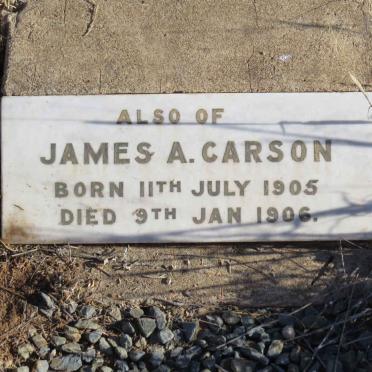 ALSO OF
JAMES A. CARSON
BORN 11TH JULY 1905
DIED 9TH JAN 1906.